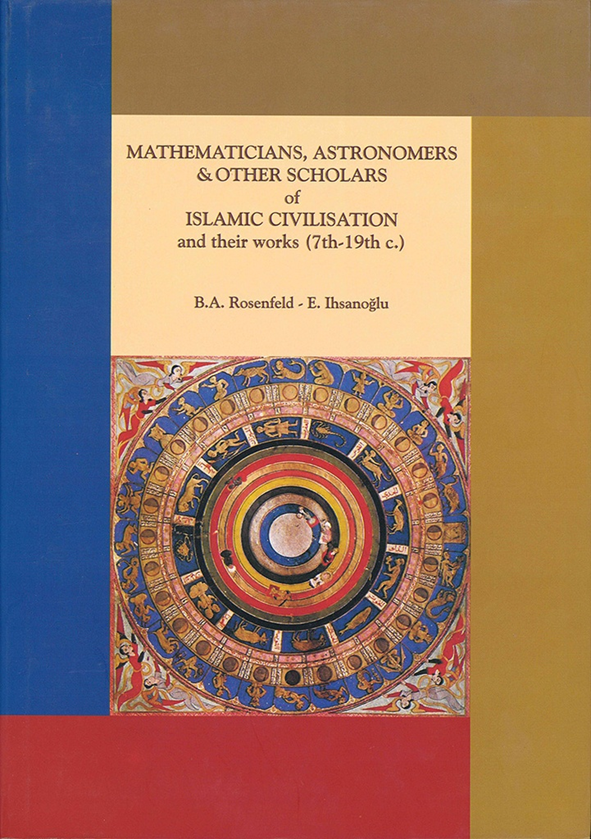 MATHEMATICIANS, ASTRONOMERS
& OTHER SCHOLARS
of
ISLAMIC CIVILISATION
and their works (7th-19th c.)
B.A. Rosenfeld - E. Ihsanoğlu